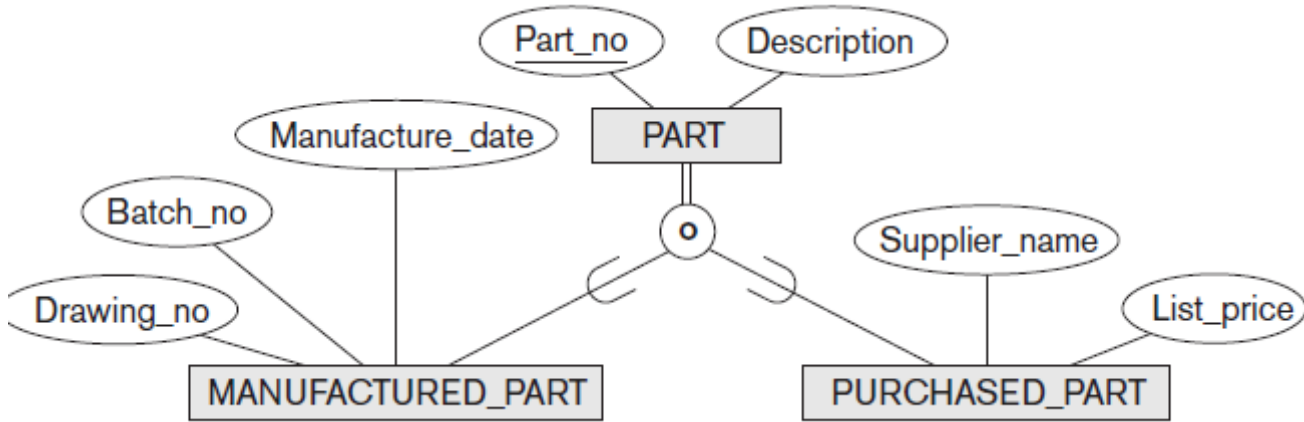 Part_no
Description
Manufacture_date
PART
Batch_no
o
Supplier_name
Drawing_no
List_price
MANUFACTURED_PART
PURCHASED_PART